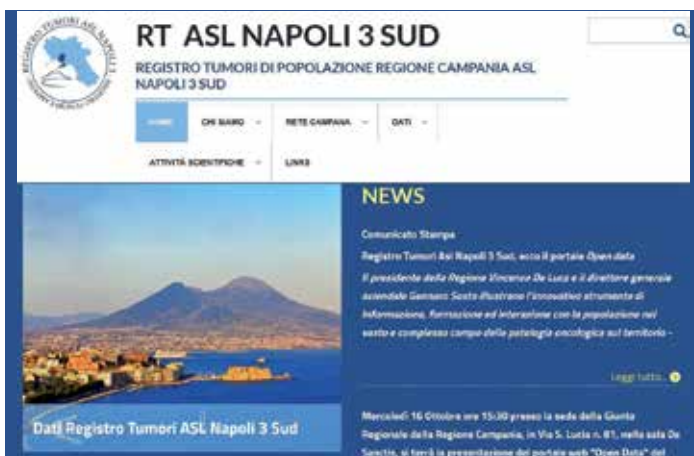 RT ASL NAPOLI 3 SUD
REGISTRO TUMORI DI POPOLAZIONE REGIONE CAMPANIA ASL
NAPOLI 3 SUD
HOME
CHI SIAMO
RETE CAMPANA
DATI
ATTIVITÀ SCIENTIFICHE
LINKS
Dati Registro Tumori ASL Napoli 3 Sud
NEWS
Comunicato Stampa
Registro Tumori Asl Napoli 3 Sud, ecco il portale Open data
Il presidente della Regione Vincenzo De Luca e il direttore generale
aziendale Gennaro Sosto illustrano l'innovativo strumento di
informazione, formazione ed interazione con la popolazione nel
vasto e complesso campo della patologia oncologica sul territorio –
Leggi tutto...
Mercoledì 16 Ottobre ore 15:30 presso la sede della Giunta
Regionale della Regione Campania, in Via S. Lucia n. 81, nella sala De
Sanctis, si terrà la presentazione del portale web "Open Data" del